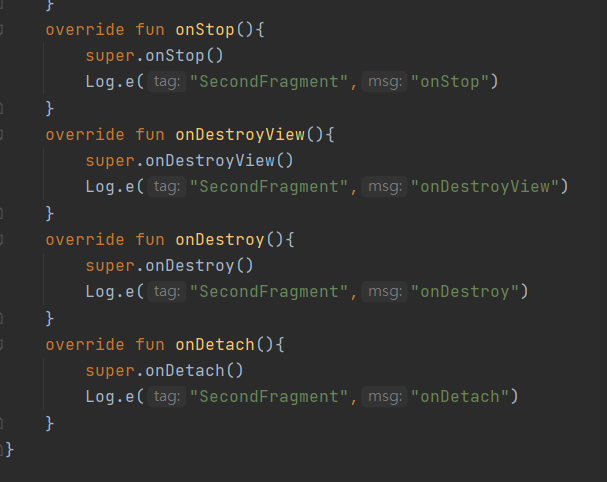 }
override fun onStop(){
super.onStop()
Log.e( tag: "SecondFragment", msg: "onStop")
}
override fun onDestroyView(){
super.onDestroyView()
Log.e( tag: "SecondFragment", msg: "onDestroyView")
}
override fun onDestroy(){
super.onDestroy()
Log.e( tag: "SecondFragment", msg: "onDestroy")
}
override fun onDetach(){
super.onDetach()
Log.e( tag: "SecondFragment", msg: "onDetach")
}
}